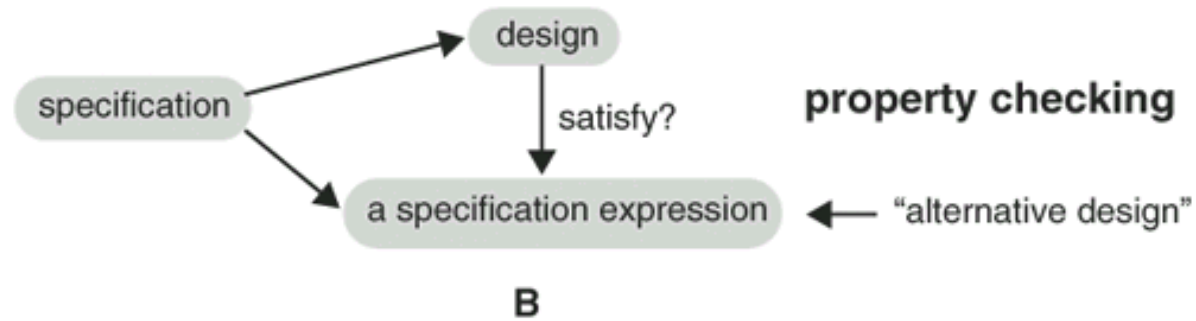 design
specification
property checking
satisfy?
a specification expression
“alternative design”
B